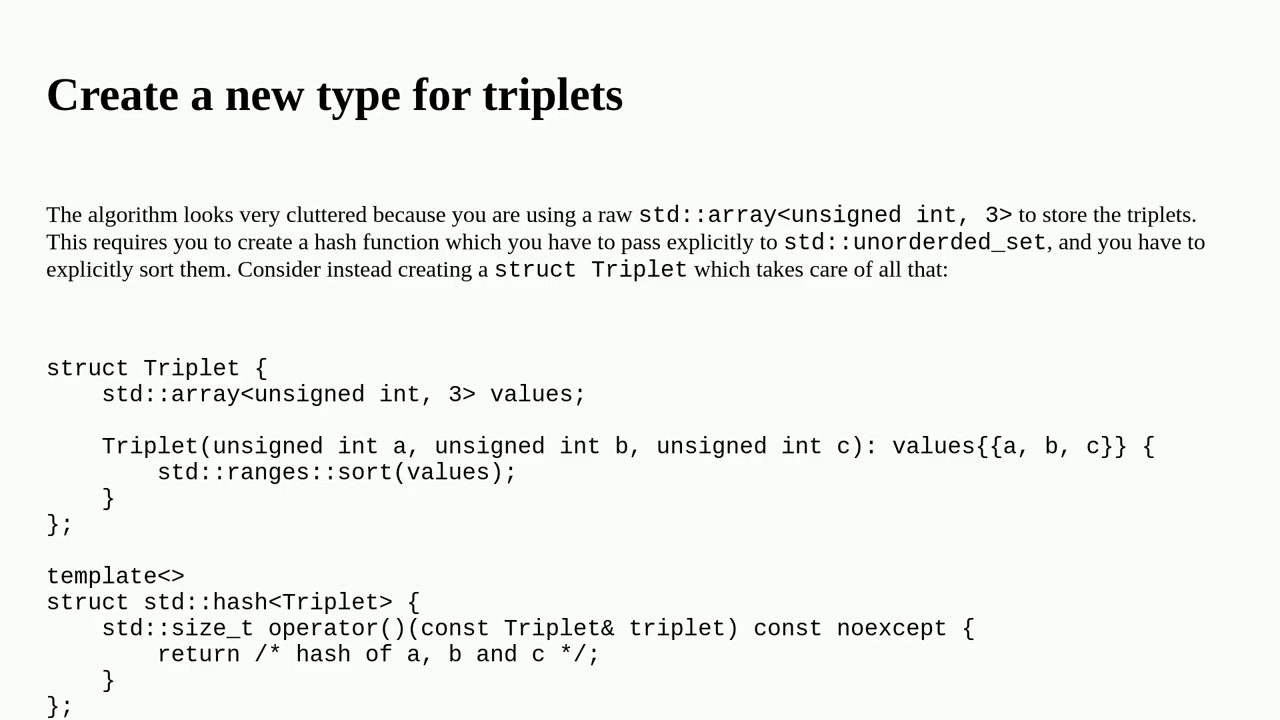 Create a new type for triplets
The algorithm looks very cluttered because you are using a raw std::array<unsigned int, 3> to store the triplets.
This requires you to create a hash function which you have to pass explicitly to std::unorderded_set, and you have to
explicitly sort them. Consider instead creating a struct Triplet which takes care of all that:
struct Triplet {
    std::array<unsigned int, 3> values;
    Triplet(unsigned int a, unsigned int b, unsigned int c): values{{a, b, c}} {
        std::ranges::sort(values);
    }
};
template<>
struct std::hash<Triplet> {
    std::size_t operator()(const Triplet& triplet) const noexcept {
        return /* hash of a, b and c */;
    }
};